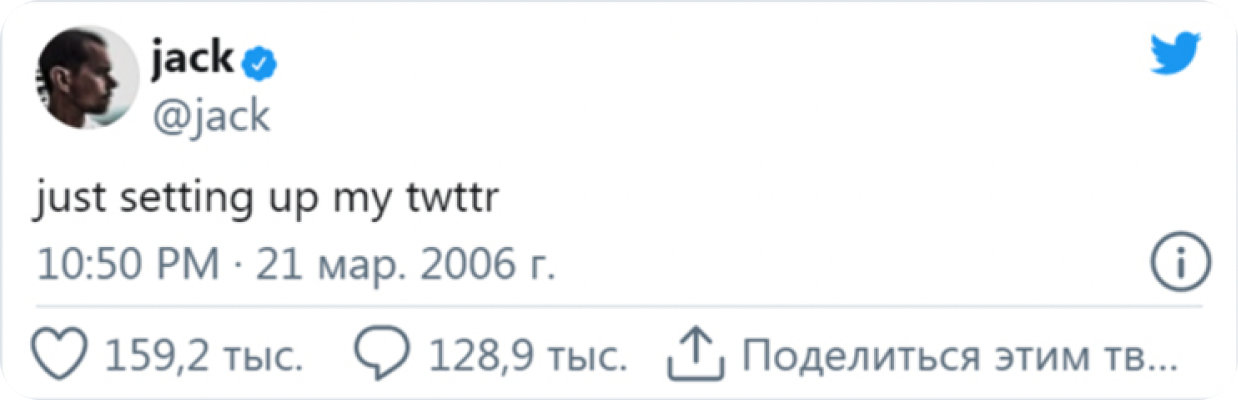 jack
@jack
just setting up my twttr
10:50 PM · 21 мар. 2006 г.
159,2 тыс. 128,9 тыс. Поделиться этим тв...